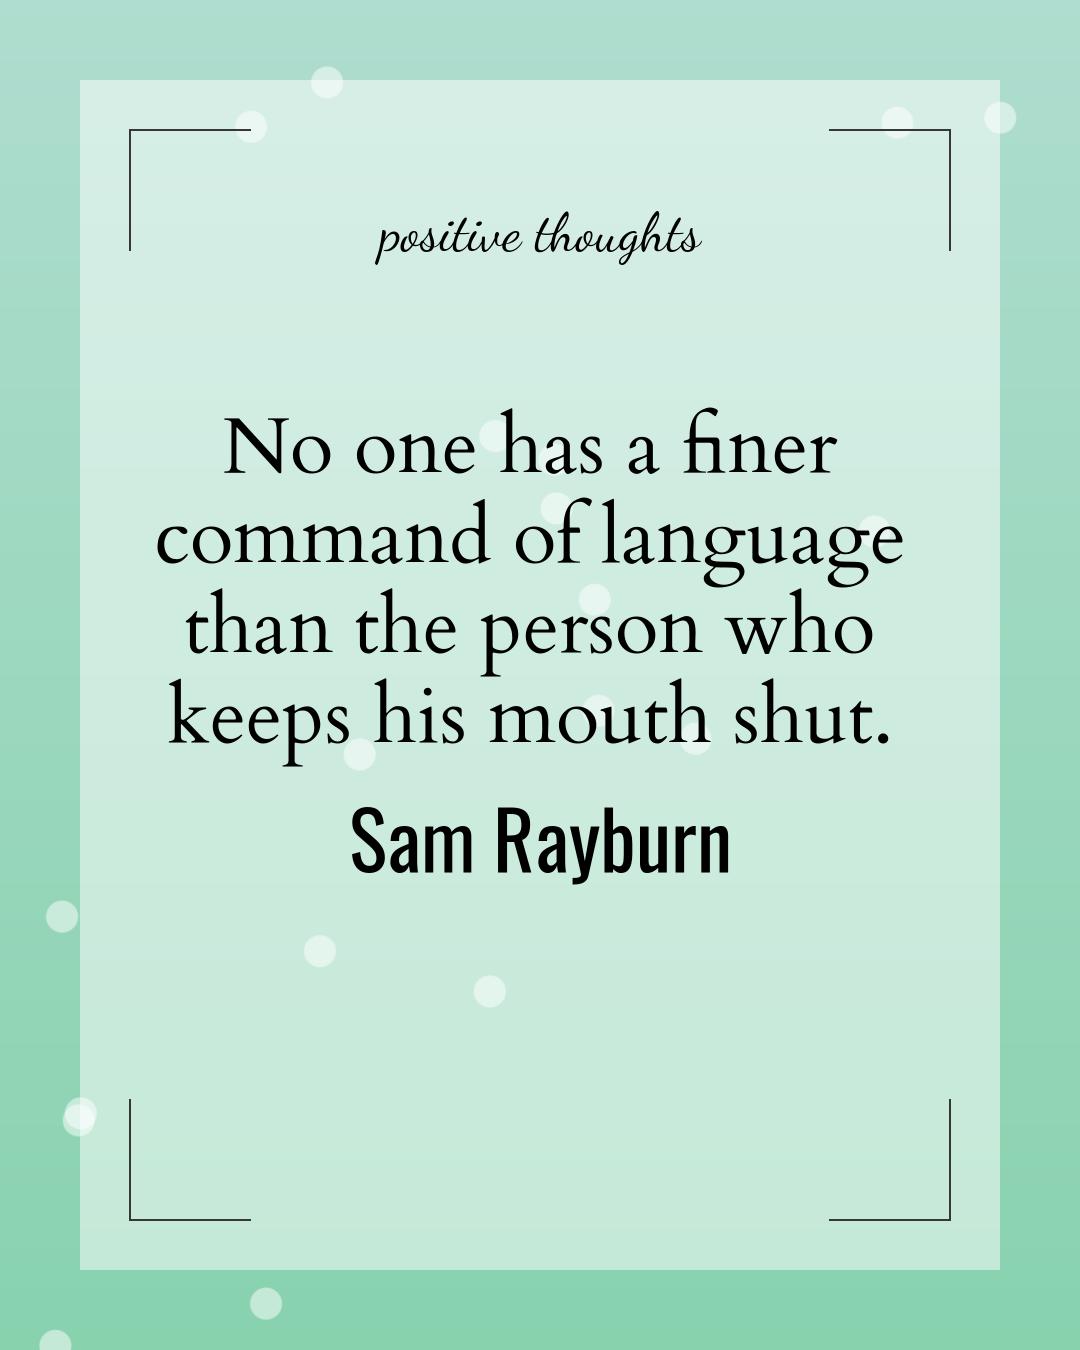 positive thoughts
No one has a finer
command of language
than the person who
keeps his mouth shut.
Sam Rayburn